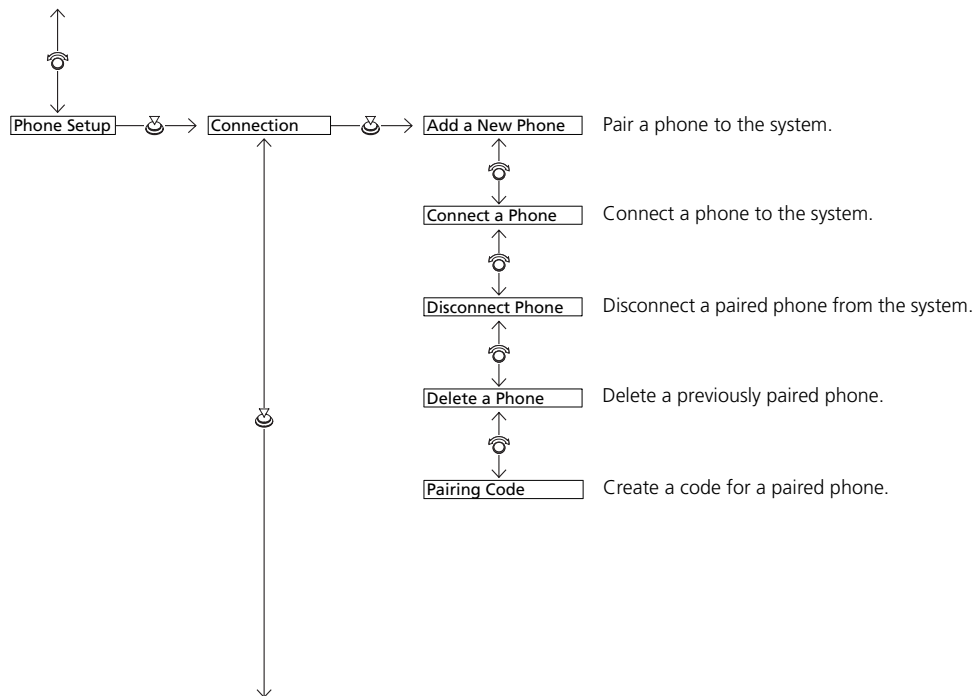 Phone Setup
Connection
Add a New Phone
Pair a phone to the system.
Connect a Phone
Connect a phone to the system.
Disconnect Phone
Disconnect a paired phone from the system.
Delete a Phone
Delete a previously paired phone.
Pairing Code
Create a code for a paired phone.